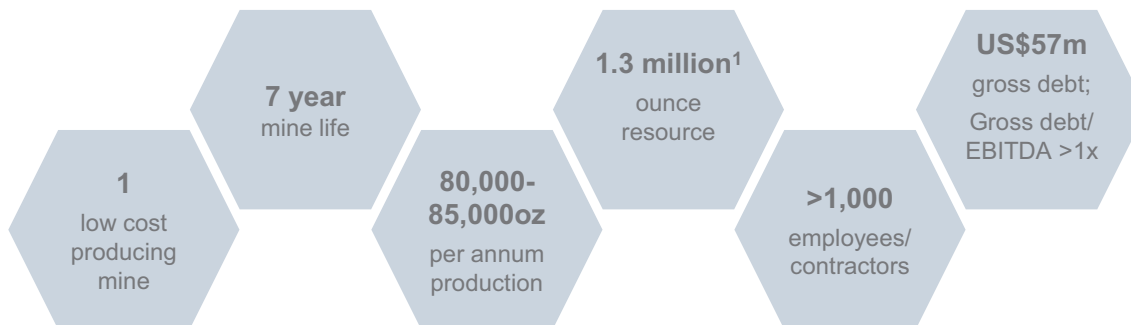 1
low cost
producing
mine
7 year
mine life
80,000-
85,000oz
per annum
production
1.3 million¹
ounce
resource
>1,000
employees/
contractors
US$57m
gross debt;
Gross debt/
EBITDA >1x